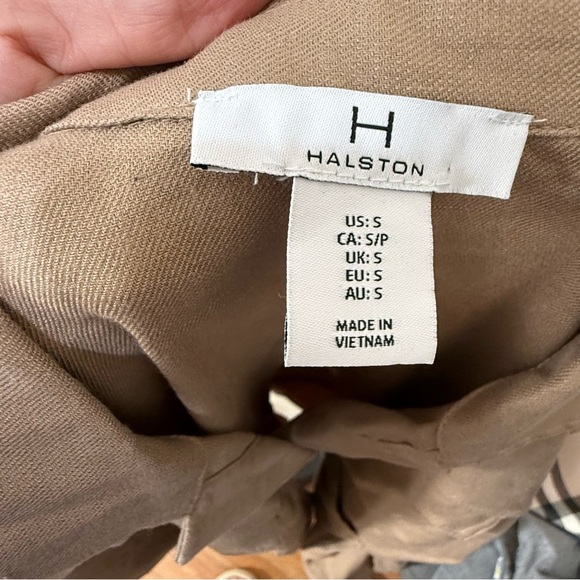 H
HALSTON
US: S
CA: S/P
UK: S
EU: S
AU: S
MADE IN
VIETNAM